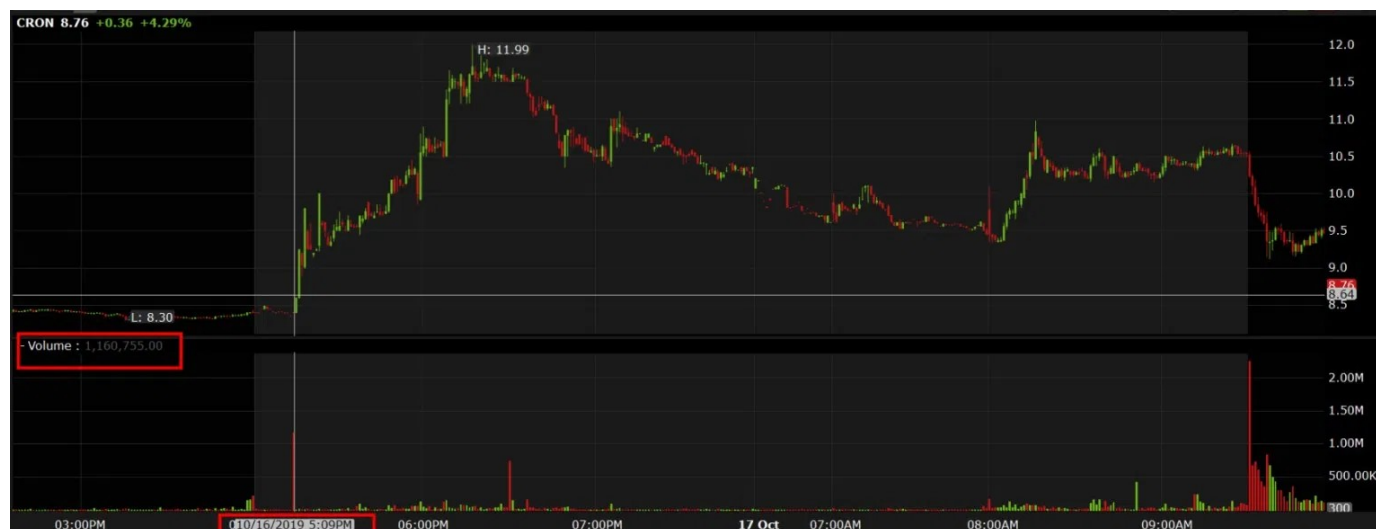 CRON 8.76 +0.36 +4.29%
H: 11.99
12.0
11.5
11.0
10.5
10.0
9.5
9.0
8.76
8.64
8.5
L: 8.30
- Volume : 1,160,755.00
2.00M
1.50M
1.00M
500.00K
300
03:00PM 10/16/2019 5:09PM 06:00PM 07:00PM 17 Oct 07:00AM 08:00AM 09:00AM